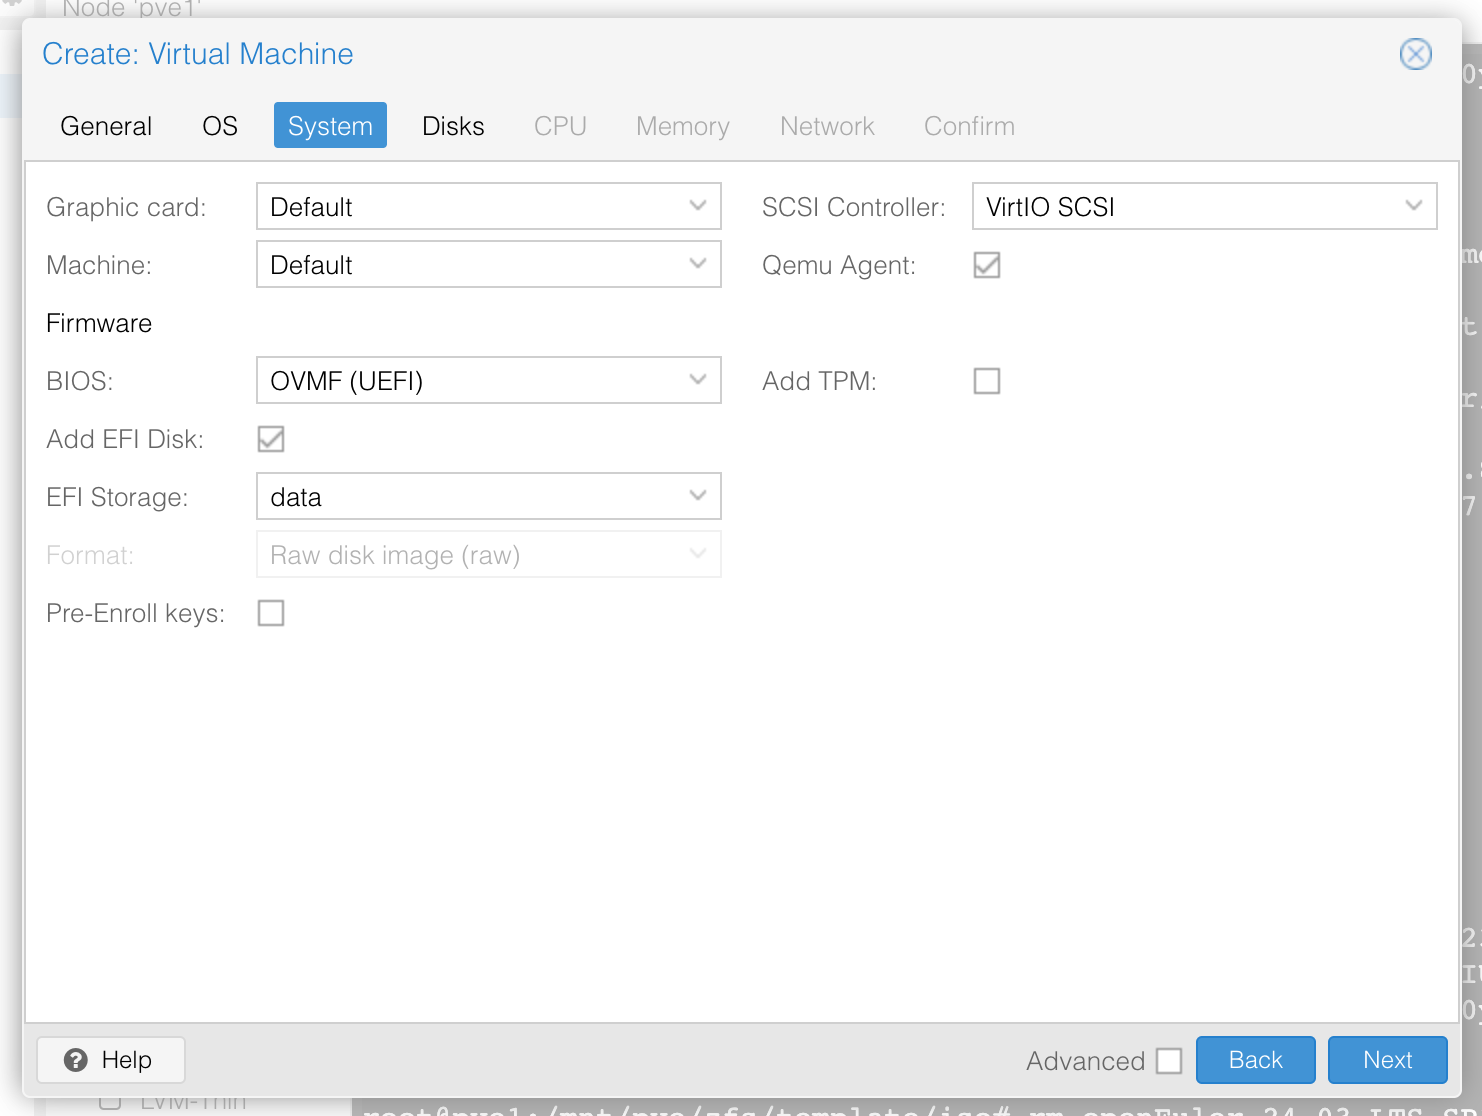 Node 'pve1'
Create: Virtual Machine
General OS System Disks CPU Memory Network Confirm
Graphic card: Default SCSI Controller: VirtIO SCSI
Machine: Default Qemu Agent:
Firmware
BIOS: OVMF (UEFI) Add TPM:
Add EFI Disk:
EFI Storage: data
Format: Raw disk image (raw)
Pre-Enroll keys:
Help Advanced Back Next
LVM-Thin